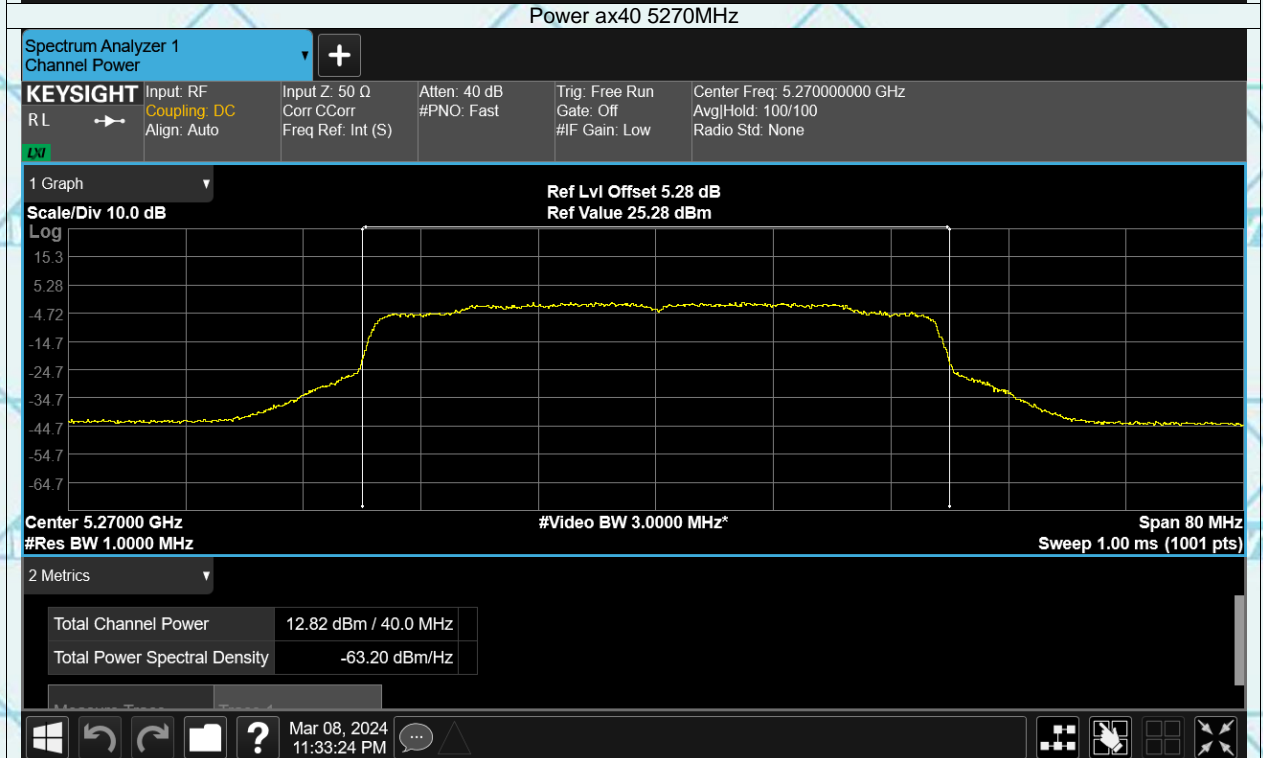 Power ax40 5270MHz
Spectrum Analyzer 1
Channel Power
KEYSIGHT
R L
LXI
Input: RF
Coupling: DC
Align: Auto
Input Z: 50 Ω
Corr CCorr
Freq Ref: Int (S)
Atten: 40 dB
#PNO: Fast
Trig: Free Run
Gate: Off
#IF Gain: Low
Center Freq: 5.270000000 GHz
Avg|Hold: 100/100
Radio Std: None
1 Graph
Scale/Div 10.0 dB
Ref Lvl Offset 5.28 dB
Ref Value 25.28 dBm
Log
15.3
5.28
-4.72
-14.7
-24.7
-34.7
-44.7
-54.7
-64.7
Center 5.27000 GHz
#Video BW 3.0000 MHz*
Span 80 MHz
#Res BW 1.0000 MHz
Sweep 1.00 ms (1001 pts)
2 Metrics
Total Channel Power 12.82 dBm / 40.0 MHz
Total Power Spectral Density -63.20 dBm/Hz
Measure Trace Trace 1
?
Mar 08, 2024
11:33:24 PM